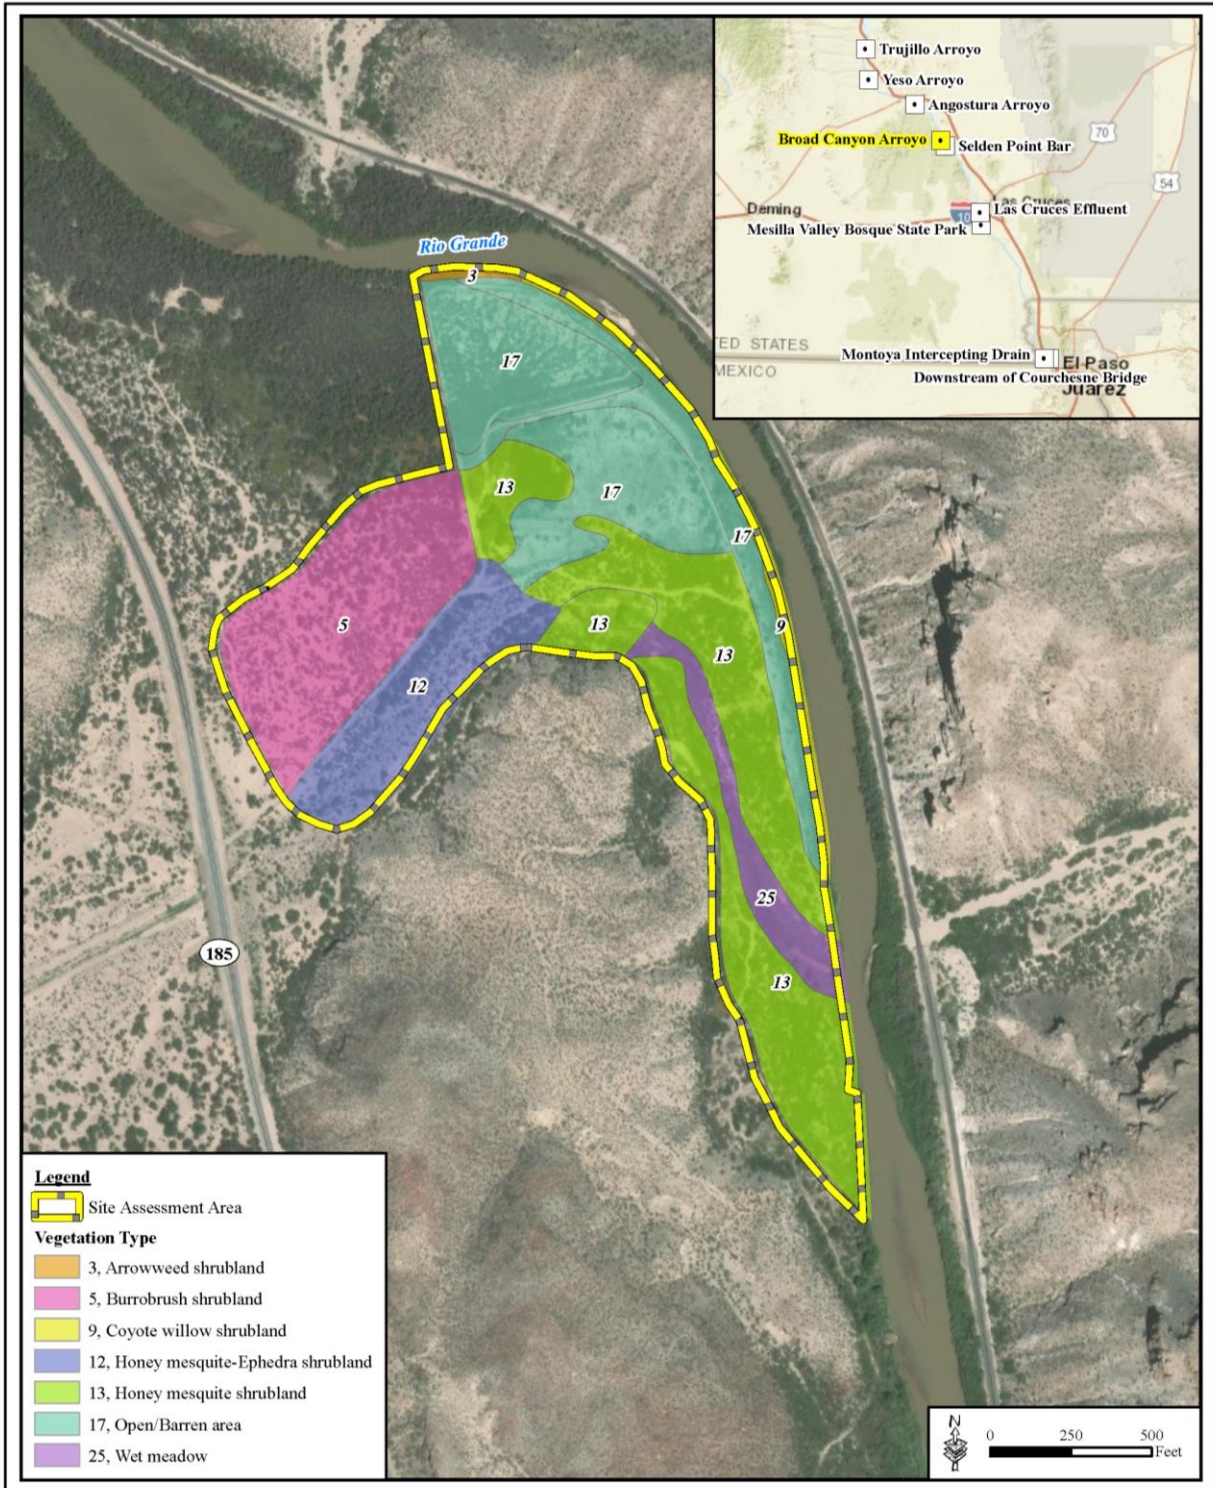 Trujillo Arroyo
Yeso Arroyo
Angostura Arroyo
70
Broad Canyon Arroyo
Selden Point Bar
54
Deming
Las Cruces
10
Las Cruces Effluent
Mesilla Valley Bosque State Park
TED STATES
MEXICO
Montoya Intercepting Drain
El Paso
Downstream of Courchesne Bridge
Juárez
Rio Grande
3
17
13
17
17
5
9
13
13
12
25
13
185
Legend
Site Assessment Area
Vegetation Type
3, Arrowweed shrubland
5, Burrobrush shrubland
9, Coyote willow shrubland
12, Honey mesquite-Ephedra shrubland
13, Honey mesquite shrubland
17, Open/Barren area
25, Wet meadow
N
0 250 500
Feet